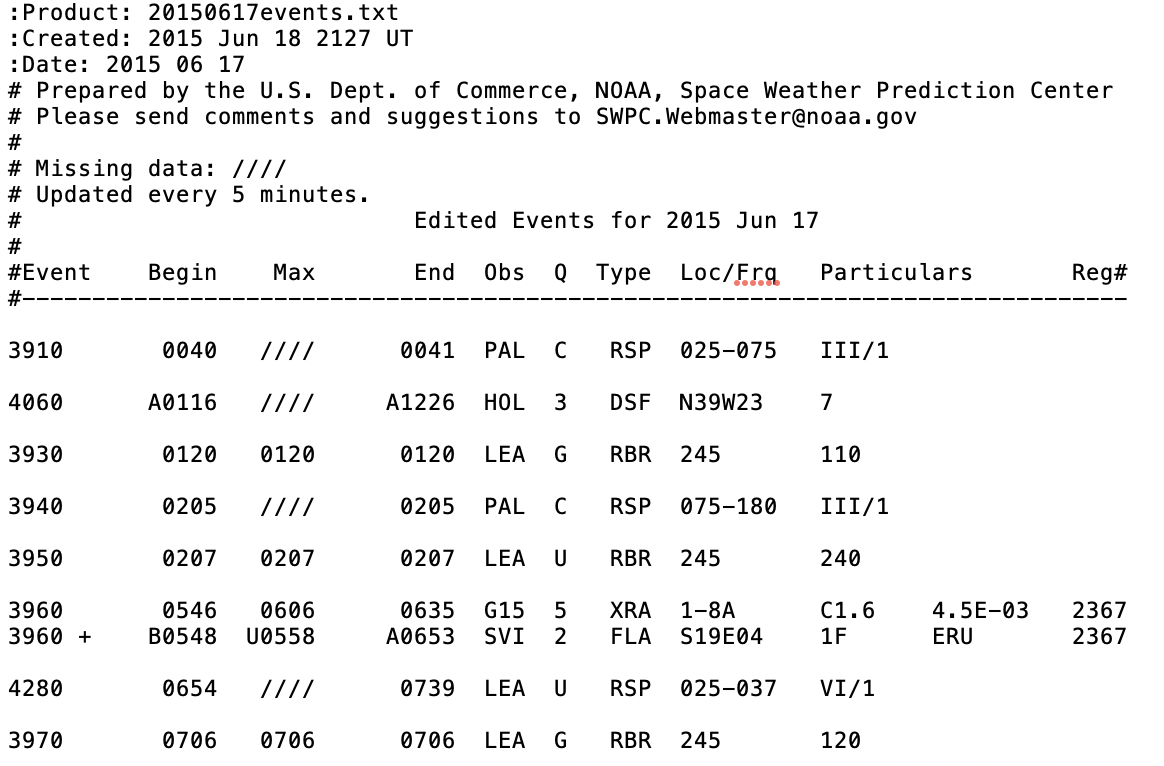 :Product: 20150617events.txt
:Created: 2015 Jun 18 2127 UT
:Date: 2015 06 17
# Prepared by the U.S. Dept. of Commerce, NOAA, Space Weather Prediction Center
# Please send comments and suggestions to SWPC.Webmaster@noaa.gov
#
# Missing data: ////
# Updated every 5 minutes.
#                            Edited Events for 2015 Jun 17
#
#Event    Begin    Max       End  Obs  Q  Type  Loc/Frq   Particulars       Reg#
#-------------------------------------------------------------------------------
3910       0040   ////      0041  PAL  C   RSP  025-075   III/1
4060      A0116   ////     A1226  HOL  3   DSF  N39W23    7
3930       0120   0120      0120  LEA  G   RBR  245       110
3940       0205   ////      0205  PAL  C   RSP  075-180   III/1
3950       0207   0207      0207  LEA  U   RBR  245       240
3960       0546   0606      0635  G15  5   XRA  1-8A      C1.6    4.5E-03   2367
3960 +    B0548  U0558     A0653  SVI  2   FLA  S19E04    1F      ERU       2367
4280       0654   ////      0739  LEA  U   RSP  025-037   VI/1
3970       0706   0706      0706  LEA  G   RBR  245       120